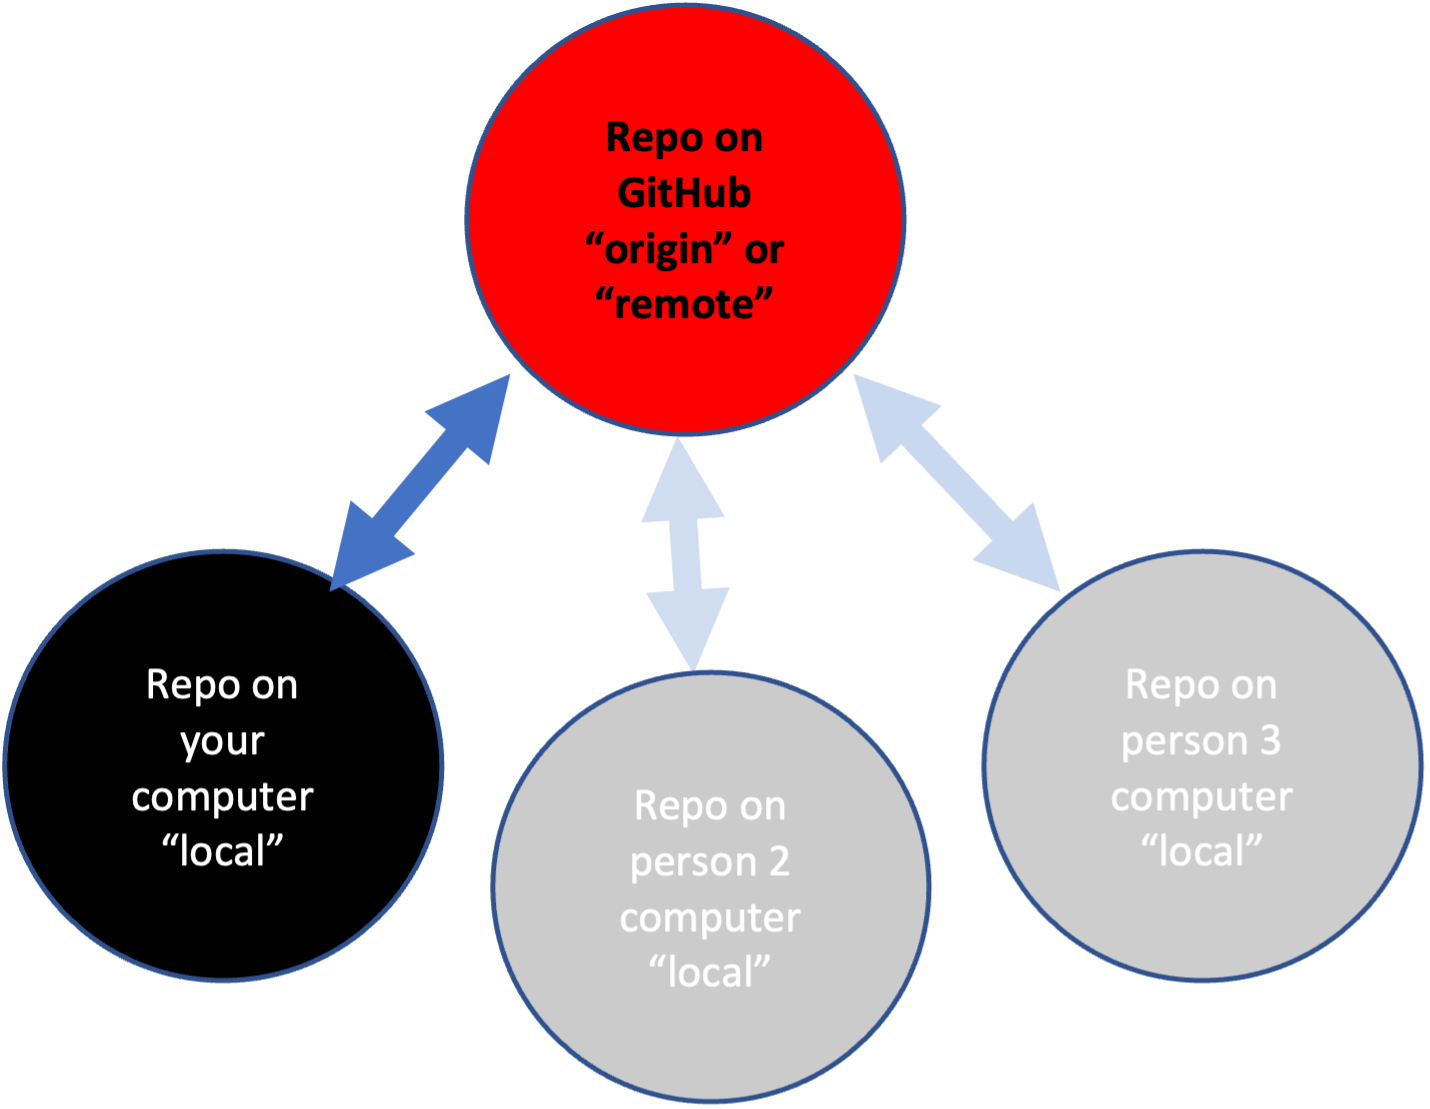 Repo on
GitHub
“origin” or
“remote”
Repo on
your
computer
“local”
Repo on
person 2
computer
“local”
Repo on
person 3
computer
“local”